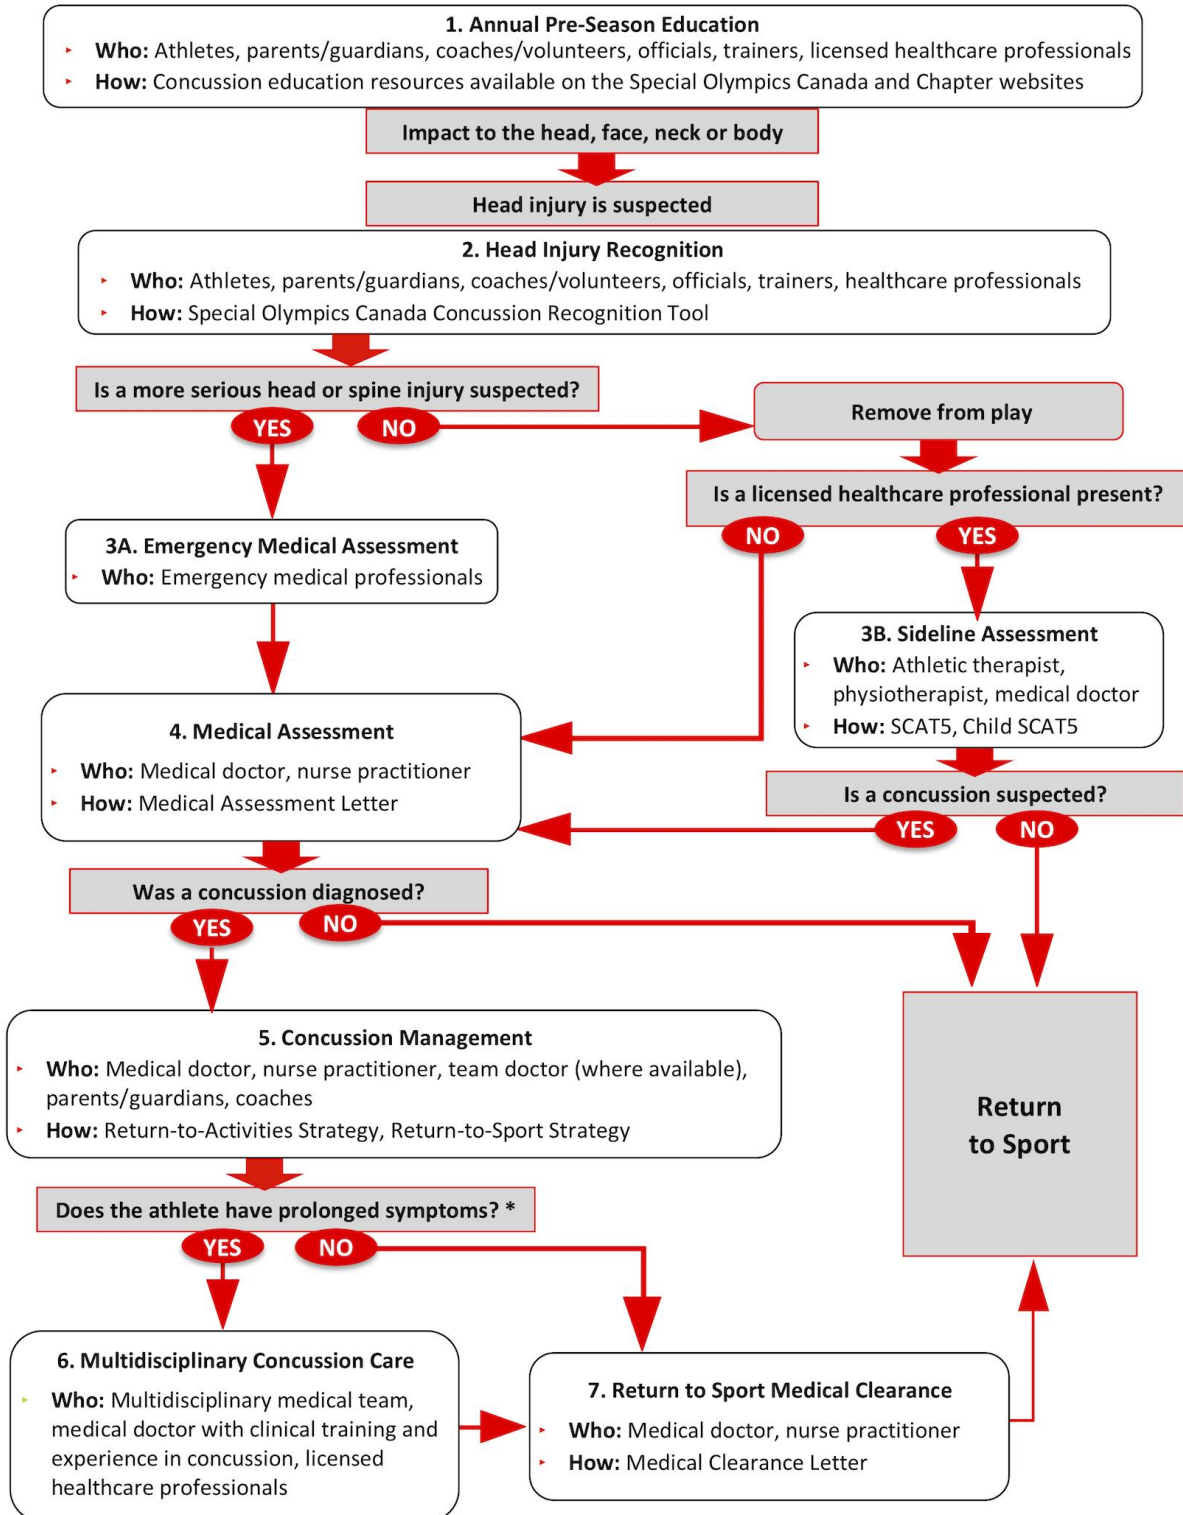 1. Annual Pre-Season Education
Who: Athletes, parents/guardians, coaches/volunteers, officials, trainers, licensed healthcare professionals
How: Concussion education resources available on the Special Olympics Canada and Chapter websites
Impact to the head, face, neck or body
Head injury is suspected
2. Head Injury Recognition
Who: Athletes, parents/guardians, coaches/volunteers, officials, trainers, healthcare professionals
How: Special Olympics Canada Concussion Recognition Tool
Is a more serious head or spine injury suspected?
YES
NO
Remove from play
Is a licensed healthcare professional present?
NO
YES
3A. Emergency Medical Assessment
Who: Emergency medical professionals
3B. Sideline Assessment
Who: Athletic therapist,
physiotherapist, medical doctor
How: SCAT5, Child SCAT5
4. Medical Assessment
Who: Medical doctor, nurse practitioner
How: Medical Assessment Letter
Is a concussion suspected?
YES
NO
Was a concussion diagnosed?
YES
NO
5. Concussion Management
Who: Medical doctor, nurse practitioner, team doctor (where available),
parents/guardians, coaches
How: Return-to-Activities Strategy, Return-to-Sport Strategy
Return
to Sport
Does the athlete have prolonged symptoms? *
YES
NO
6. Multidisciplinary Concussion Care
Who: Multidisciplinary medical team,
medical doctor with clinical training and
experience in concussion, licensed
healthcare professionals
7. Return to Sport Medical Clearance
Who: Medical doctor, nurse practitioner
How: Medical Clearance Letter